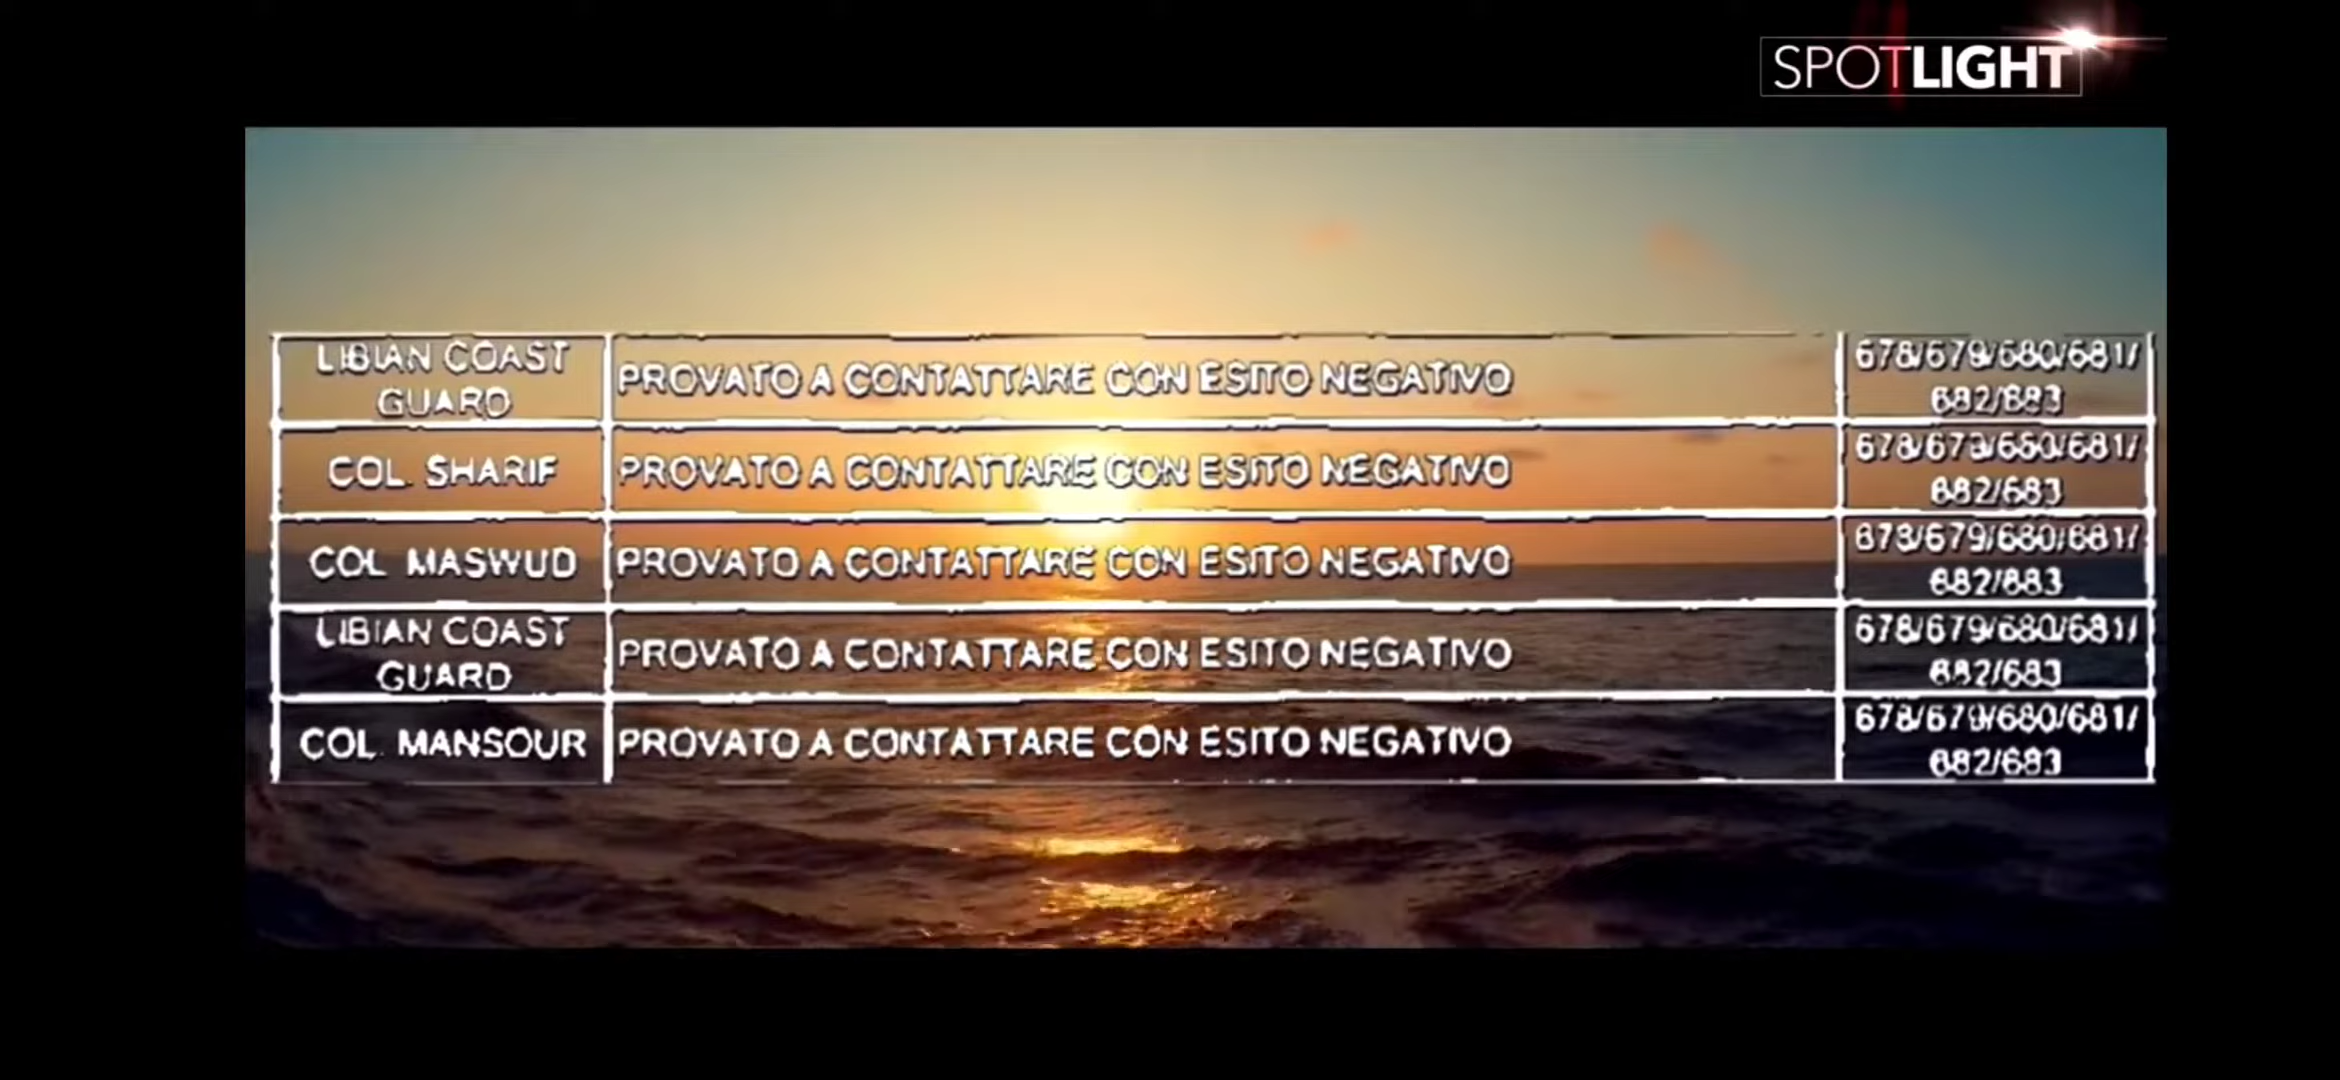 SPOTLIGHT
LIBIAN COAST
GUARD
PROVATO A CONTATTARE CON ESITO NEGATIVO
678/679/680/681/
682/683
COL. SHARIF
PROVATO A CONTATTARE CON ESITO NEGATIVO
678/679/680/681/
682/683
COL MASWUD
PROVATO A CONTATTARE CON ESITO NEGATIVO
678/679/680/681/
682/683
LIBIAN COAST
GUARD
PROVATO A CONTATTARE CON ESITO NEGATIVO
678/679/680/681/
682/683
COL. MANSOUR
PROVATO A CONTATTARE CON ESITO NEGATIVO
678/679/680/681/
682/683